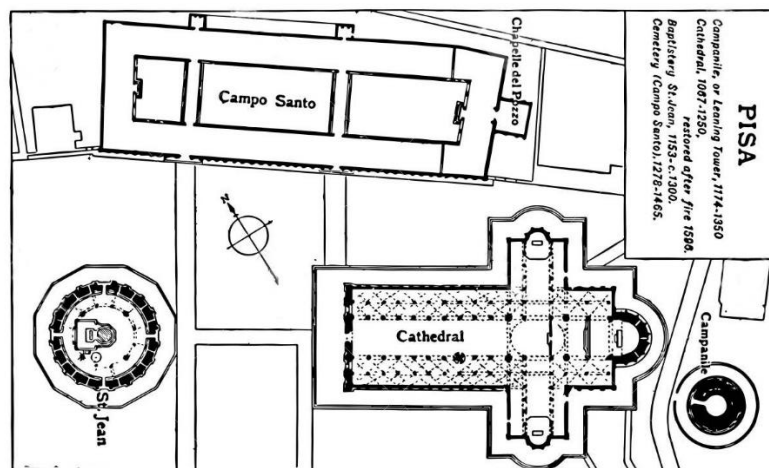 PISA
Campanile, or Leaning Tower, 1174-1350
Cathedral, 1067-1250,
restored after fire 1596.
Baptistery St. Jean, 1153-c.1300.
Cemetery (Campo Santo), 1278-1465.
Chapelle del Pozzo
Campo Santo
N
Cathedral
Campanile
St. Jean